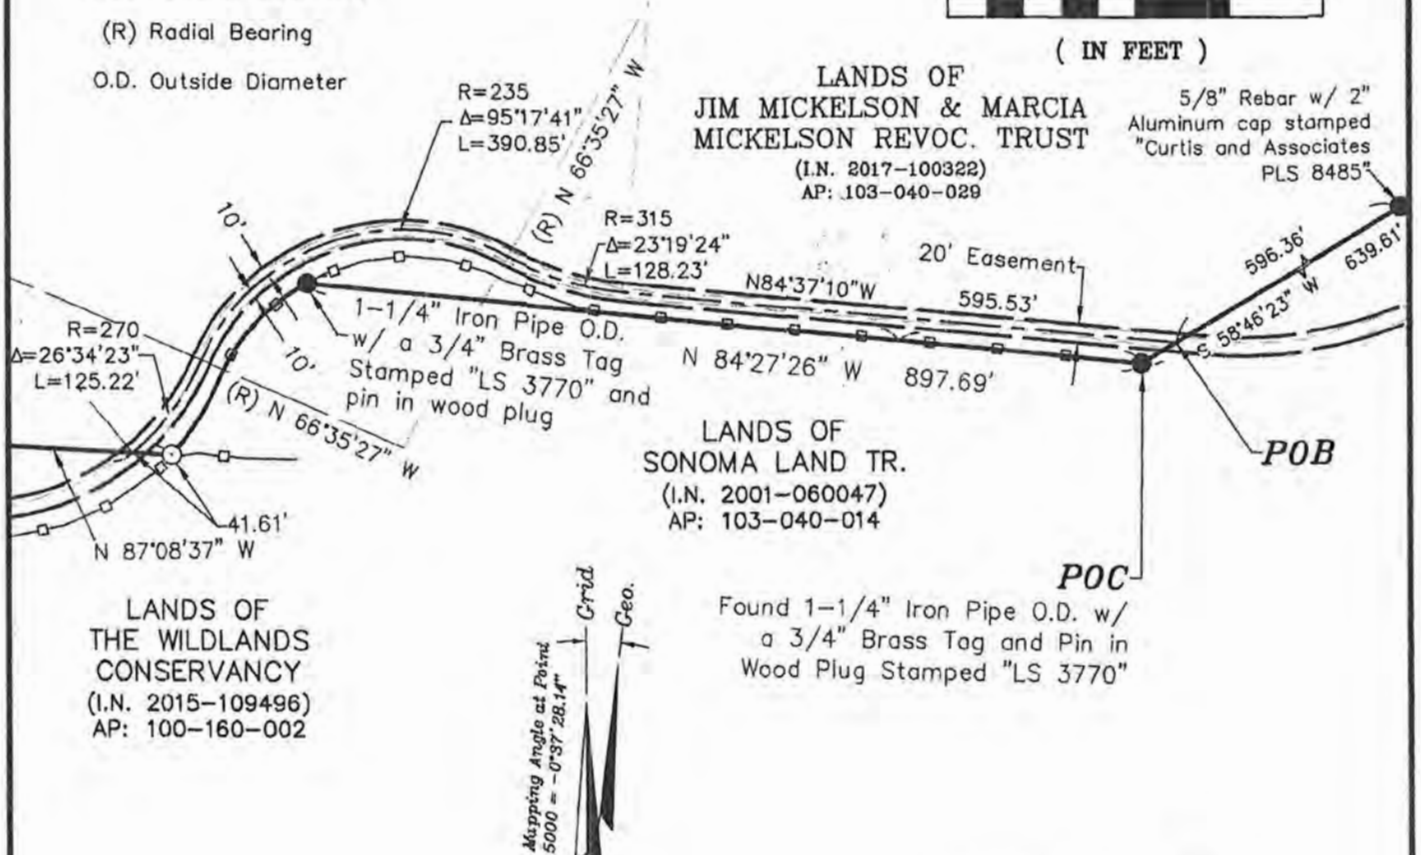 (R) Radial Bearing
O.D. Outside Diameter
( IN FEET )
R=235
Δ=95°17'41"
L=390.85'
(R) N 66°35'27" W
LANDS OF
JIM MICKELSON & MARCIA
MICKELSON REVOC. TRUST
(I.N. 2017-100322)
AP: 103-040-029
5/8" Rebar w/ 2"
Aluminum cap stamped
"Curtis and Associates
PLS 8485"
10'
R=315
Δ=23°19'24"
L=128.23'
N84°37'10"W
595.53'
20' Easement
596.36'
639.61'
S 58°46'23" W
R=270
Δ=26°34'23"
L=125.22'
10'
1-1/4" Iron Pipe O.D.
w/ a 3/4" Brass Tag
Stamped "LS 3770" and
pin in wood plug
N 84°27'26" W
897.69'
(R) N 66°35'27" W
LANDS OF
SONOMA LAND TR.
(I.N. 2001-060047)
AP: 103-040-014
POB
41.61'
N 87°08'37" W
POC
Found 1-1/4" Iron Pipe O.D. w/
a 3/4" Brass Tag and Pin in
Wood Plug Stamped "LS 3770"
LANDS OF
THE WILDLANDS
CONSERVANCY
(I.N. 2015-109496)
AP: 100-160-002
Grid
Geo.
Mapping Angle at Point
5000 = -0°37'28.14"